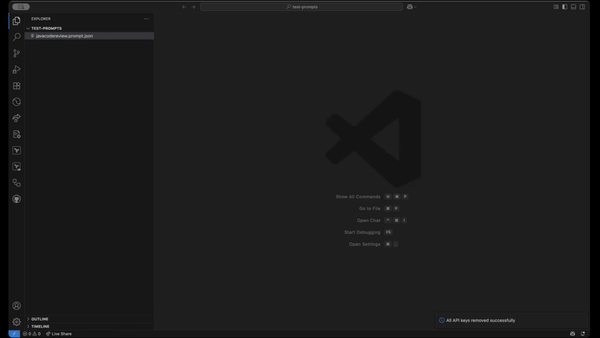 test-prompts
EXPLORER
TEST-PROMPTS
javacodereview.prompt.json
Show All Commands
Go to File
Open Chat
Start Debugging F5
Open Settings
All API keys removed successfully
OUTLINE
TIMELINE
0 0 Live Share